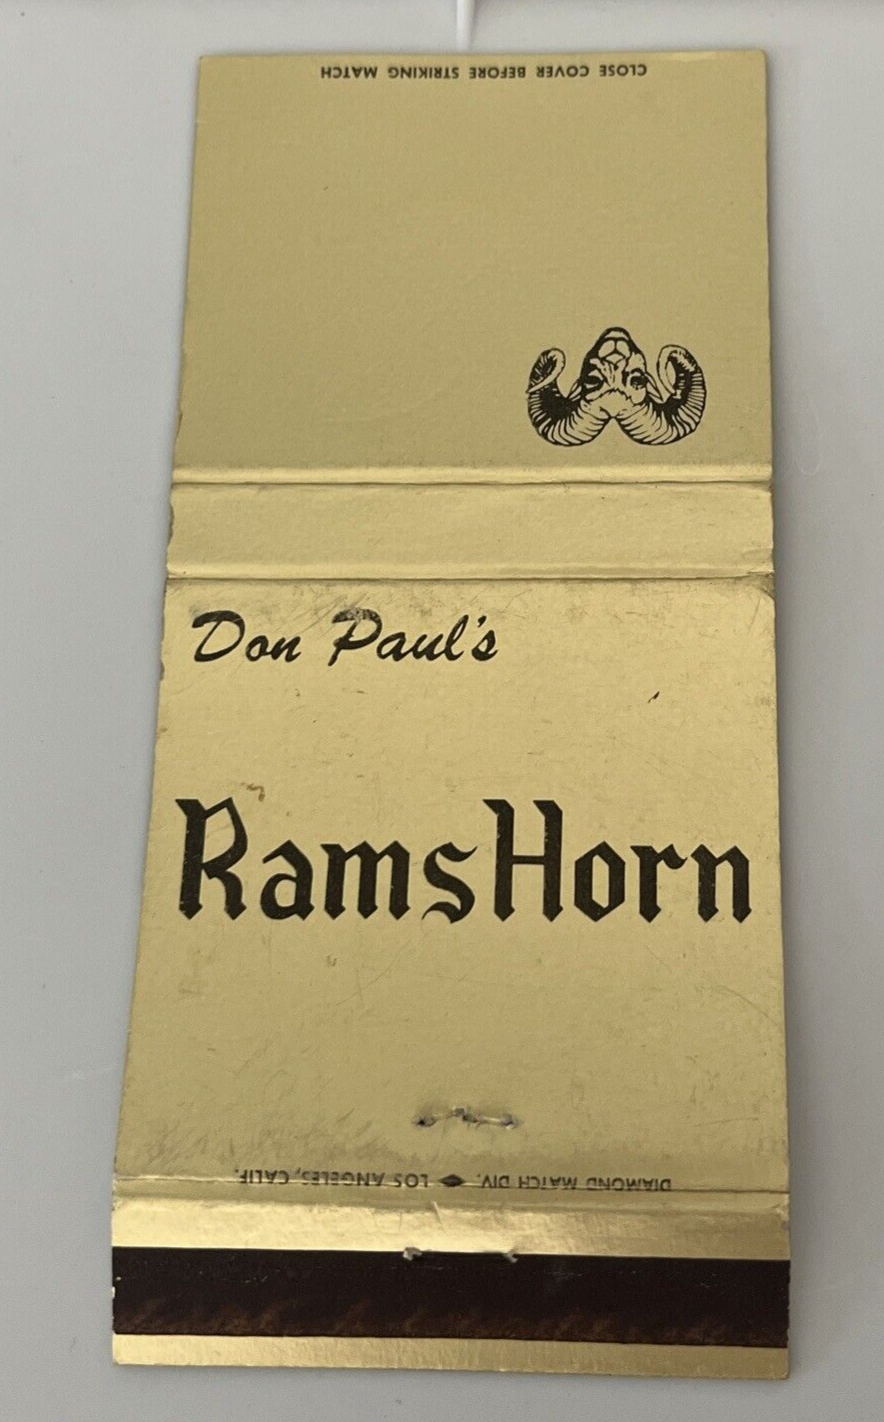 CLOSE COVER BEFORE STRIKING MATCH
Don Paul's
RamsHorn
DIAMOND MATCH DIV. LOS ANGELES, CALIF.